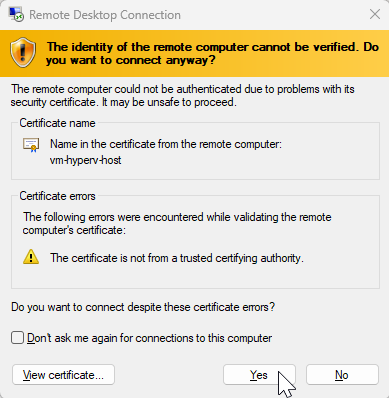 Remote Desktop Connection
The identity of the remote computer cannot be verified. Do
you want to connect anyway?
The remote computer could not be authenticated due to problems with its
security certificate. It may be unsafe to proceed.
Certificate name
Name in the certificate from the remote computer:
vm-hyperv-host
Certificate errors
The following errors were encountered while validating the remote
computer's certificate:
The certificate is not from a trusted certifying authority.
Do you want to connect despite these certificate errors?
Don't ask me again for connections to this computer
View certificate...
Yes
No